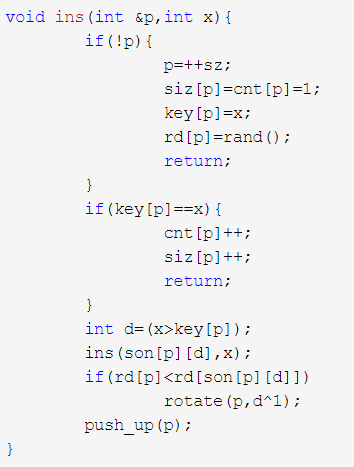 void ins(int &p,int x){
        if(!p){
                p=++sz;
                siz[p]=cnt[p]=1;
                key[p]=x;
                rd[p]=rand();
                return;
        }
        if(key[p]==x){
                cnt[p]++;
                siz[p]++;
                return;
        }
        int d=(x>key[p]);
        ins(son[p][d],x);
        if(rd[p]<rd[son[p][d]])
                rotate(p,d^1);
        push_up(p);
}